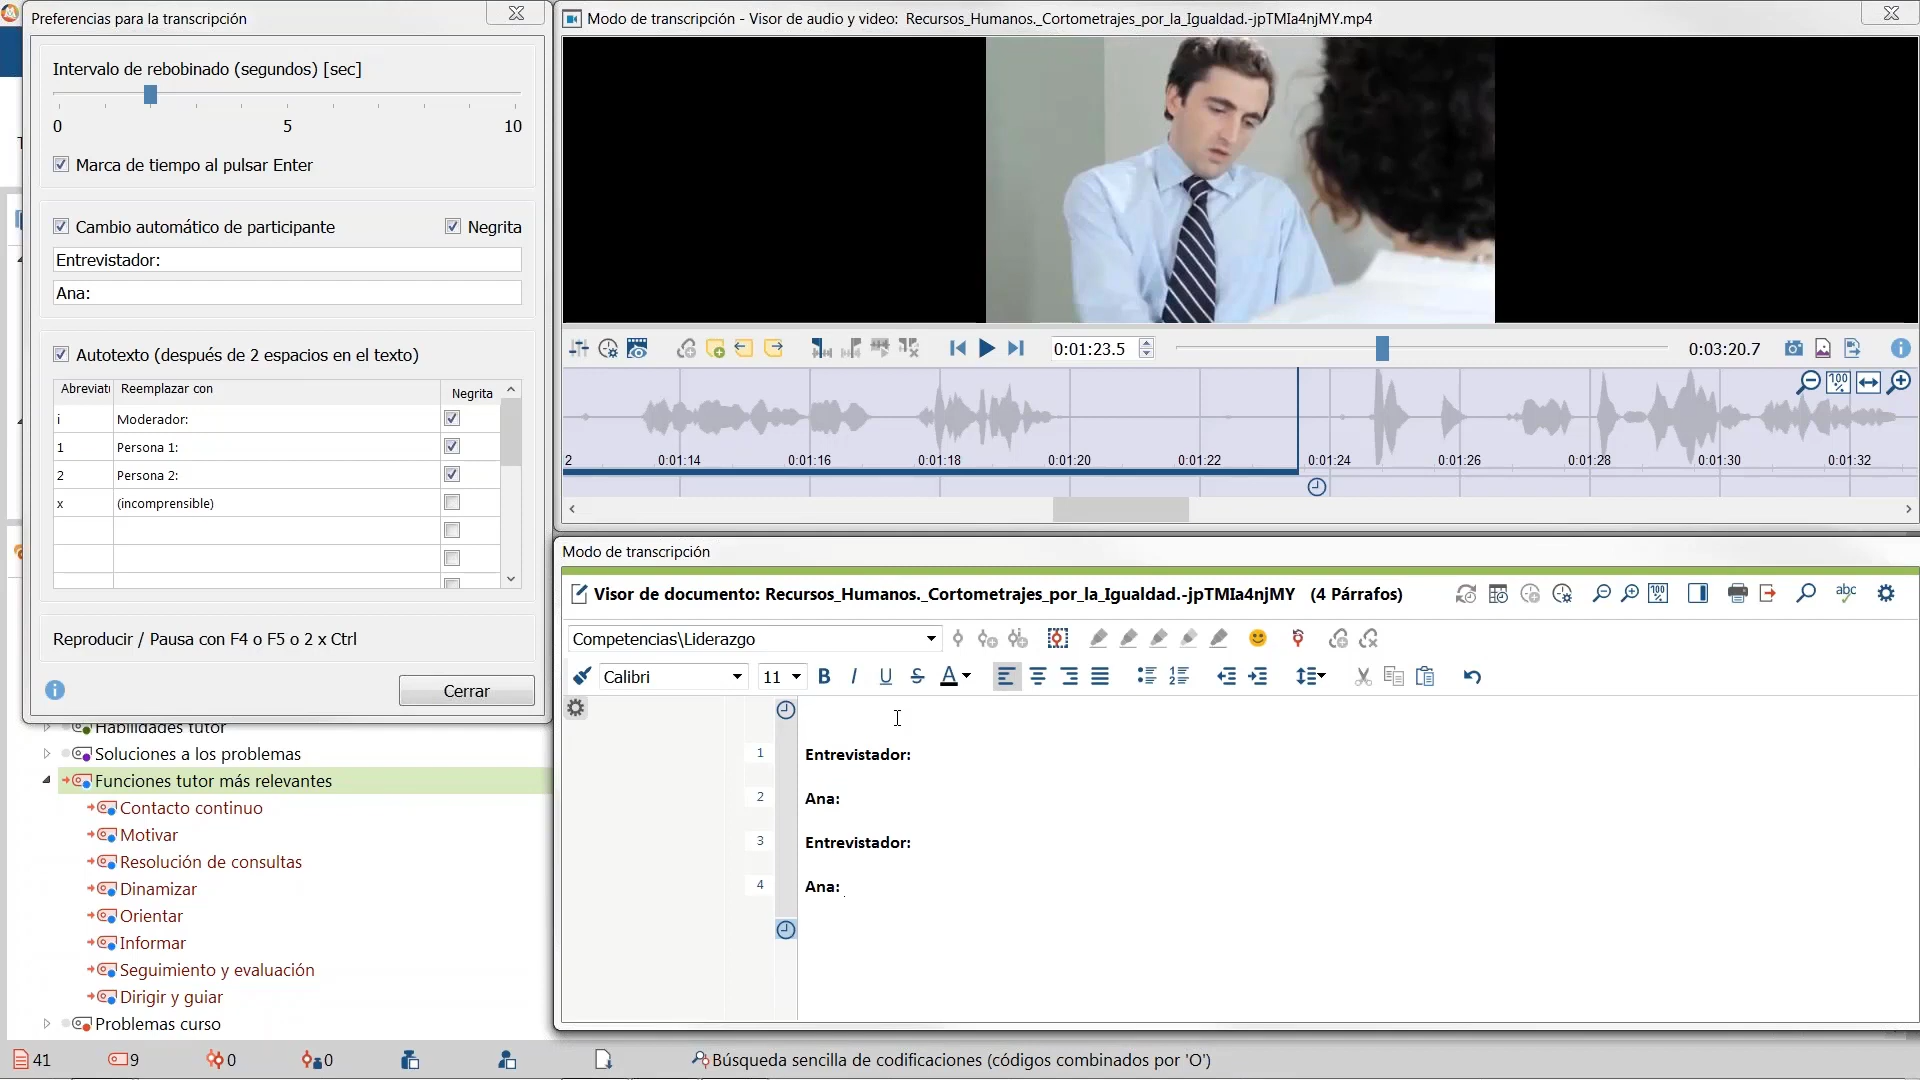 Preferencias para la transcripción
Intervalo de rebobinado (segundos) [sec]
0 5 10
Marca de tiempo al pulsar Enter
Cambio automático de participante Negrita
Entrevistador:
Ana:
Autotexto (después de 2 espacios en el texto)
Abreviatu Reemplazar con Negrita
i Moderador:
1 Persona 1:
2 Persona 2:
x (incomprensible)
Reproducir / Pausa con F4 o F5 o 2 x Ctrl
Cerrar
Habilidades tutor
Soluciones a los problemas
Funciones tutor más relevantes
Contacto continuo
Motivar
Resolución de consultas
Dinamizar
Orientar
Informar
Seguimiento y evaluación
Dirigir y guiar
Problemas curso
Modo de transcripción - Visor de audio y video: Recursos_Humanos._Cortometrajes_por_la_Igualdad.-jpTMIa4njMY.mp4
0:01:23.5 0:03:20.7
100 %
2 0:01:14 0:01:16 0:01:18 0:01:20 0:01:22 0:01:24 0:01:26 0:01:28 0:01:30 0:01:32
Modo de transcripción
Visor de documento: Recursos_Humanos._Cortometrajes_por_la_Igualdad.-jpTMIa4njMY (4 Párrafos)
100 % abc
Competencias\Liderazgo
Calibri 11 B I U S A
1 Entrevistador:
2 Ana:
3 Entrevistador:
4 Ana:
41 9 0 0 Búsqueda sencilla de codificaciones (códigos combinados por 'O')